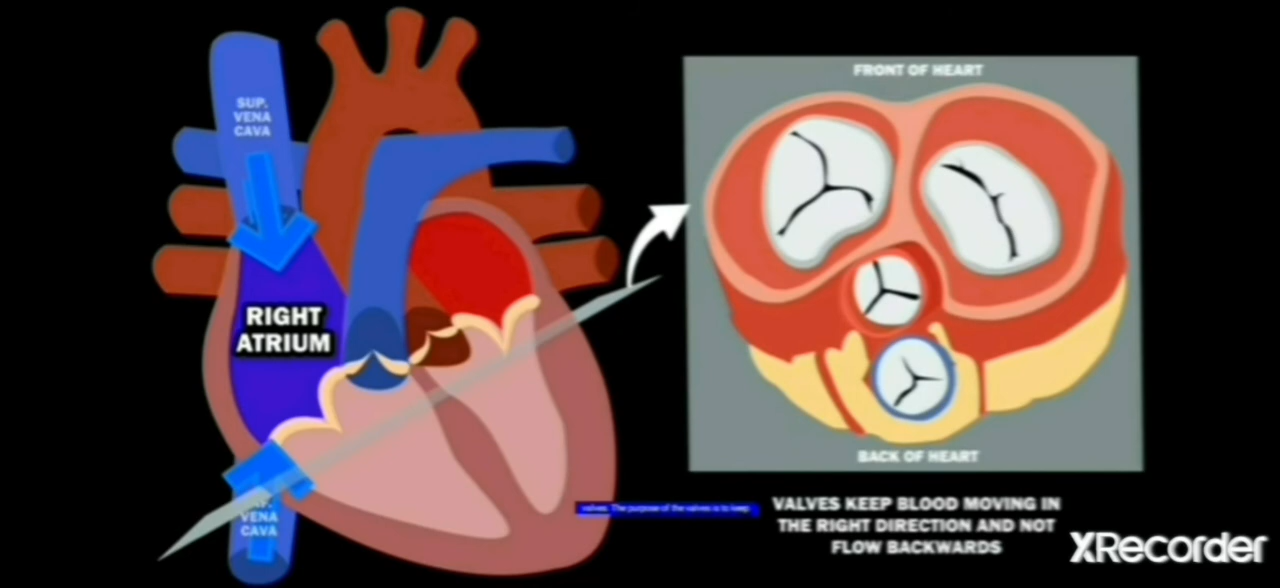 SUP.
VENA
CAVA
RIGHT
ATRIUM
VENA
CAVA
FRONT OF HEART
BACK OF HEART
valves. The purpose of the valves is to keep
VALVES KEEP BLOOD MOVING IN
THE RIGHT DIRECTION AND NOT
FLOW BACKWARDS
XRecorder